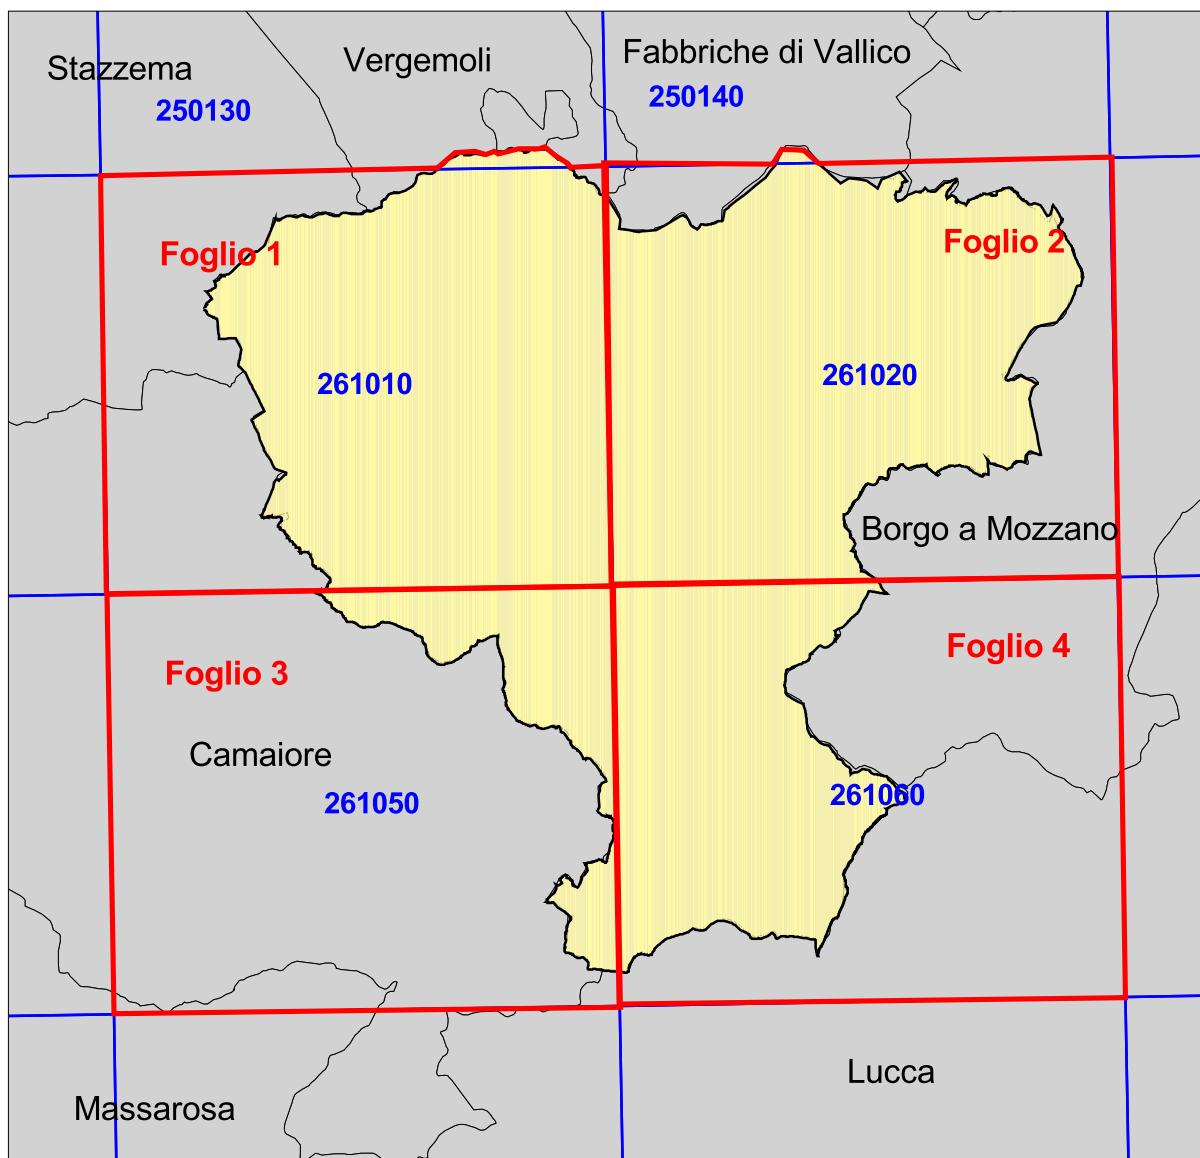 Stazzema
Vergemoli
Fabbriche di Vallico
250130
250140
Foglio 1
Foglio 2
261010
261020
Borgo a Mozzano
Foglio 3
Foglio 4
Camaiore
261050
261060
Lucca
Massarosa